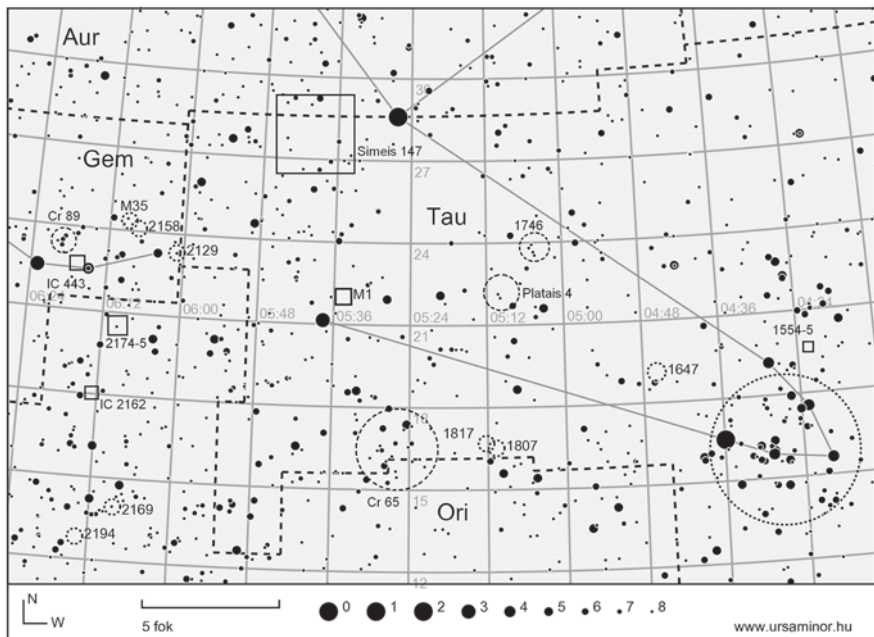 Aur
30
Simeis 147
27
Gem
M35
Cr 89
2158
Tau
1746
2129
24
IC 443
06:24
06:12
06:00
05:48
M1
05:36
05:24
Platais 4
05:12
05:00
04:48
04:36
04:24
21
2174-5
1554-5
1647
IC 2162
18
1817
1807
15
Cr 65
Ori
2169
2194
12
N
W
5 fok
0 1 2 3 4 5 6 7 8
www.ursaminor.hu